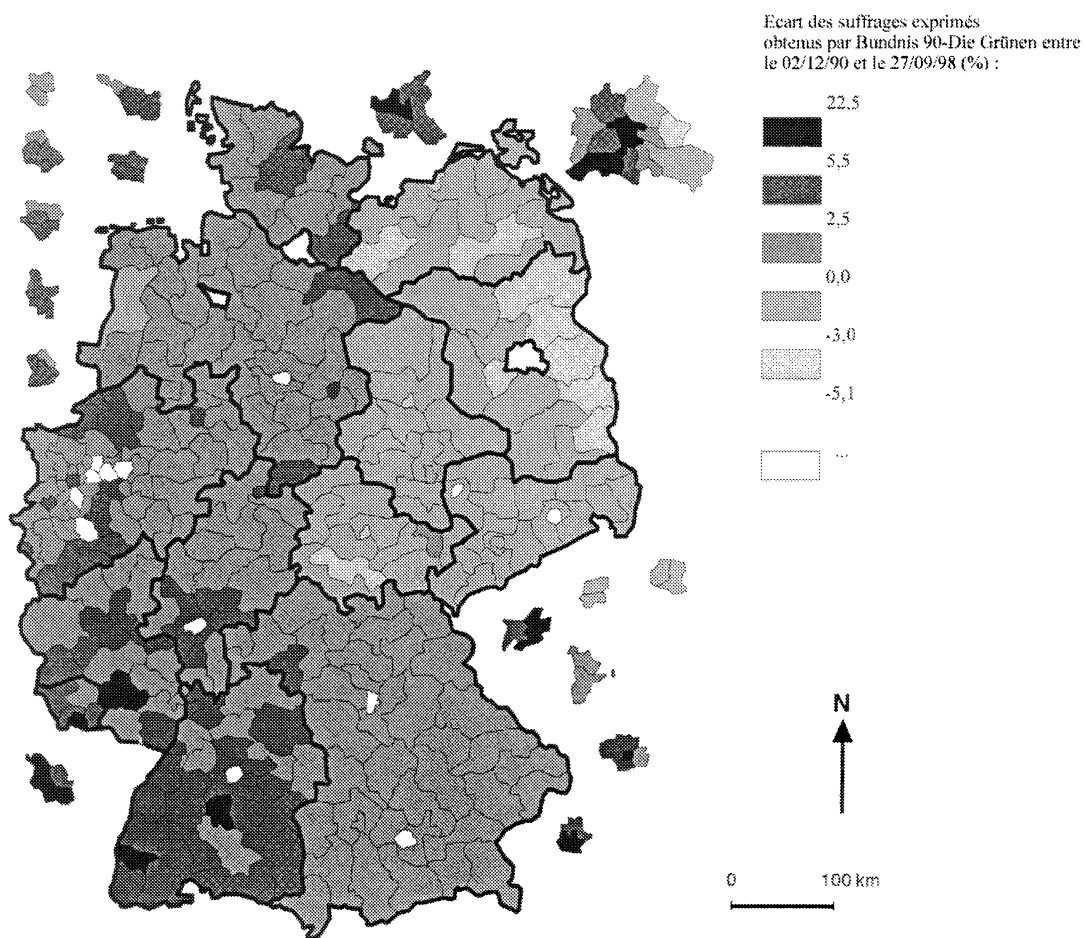 Ecart des suffrages exprimés
obtenus par Bundnis 90-Die Grünen entre
le 02/12/90 et le 27/09/98 (%) :
22,5
5,5
2,5
0,0
-3,0
-5,1
...
N
0 100 km